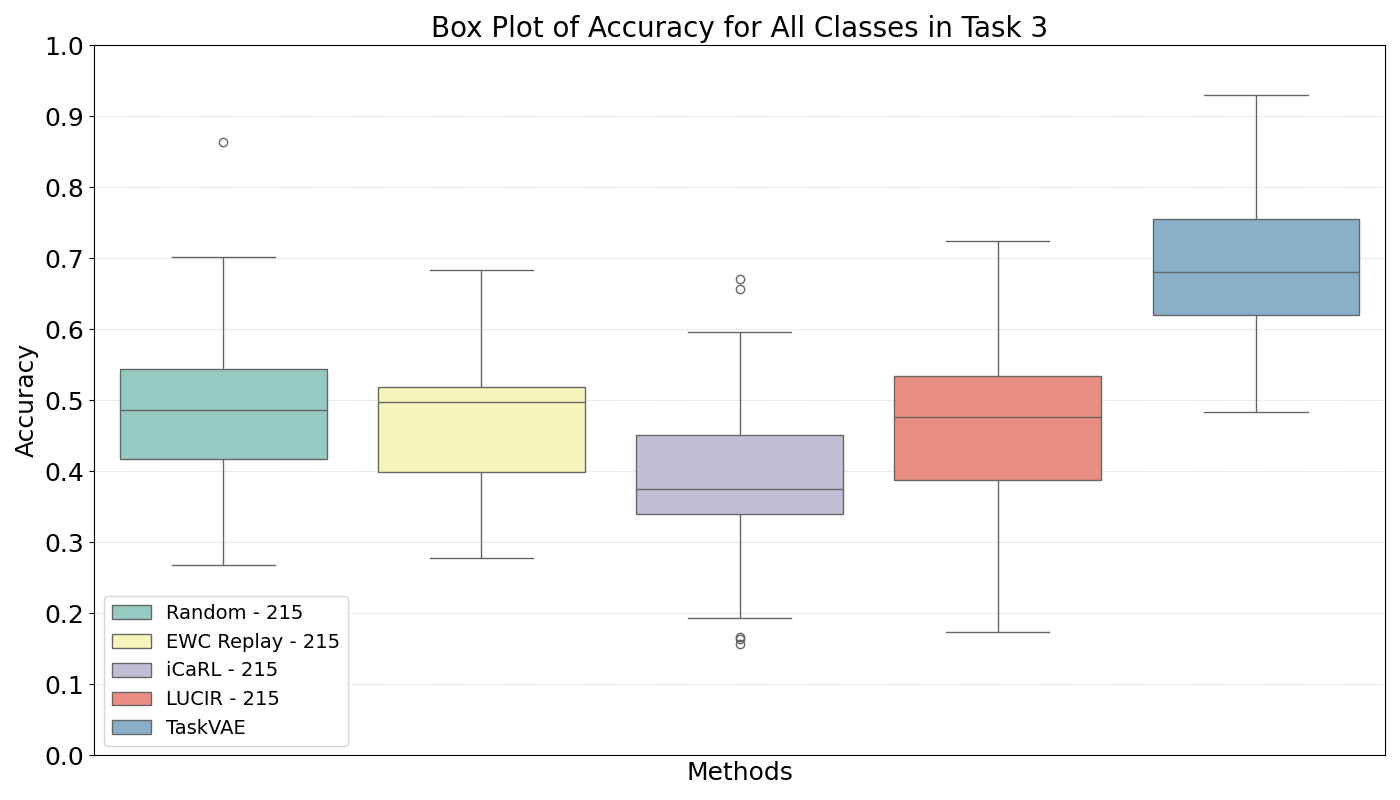 Box Plot of Accuracy for All Classes in Task 3
1.0
0.9
0.8
0.7
0.6
0.5
0.4
0.3
0.2
0.1
0.0
Accuracy
Random - 215
EWC Replay - 215
iCaRL - 215
LUCIR - 215
TaskVAE
Methods